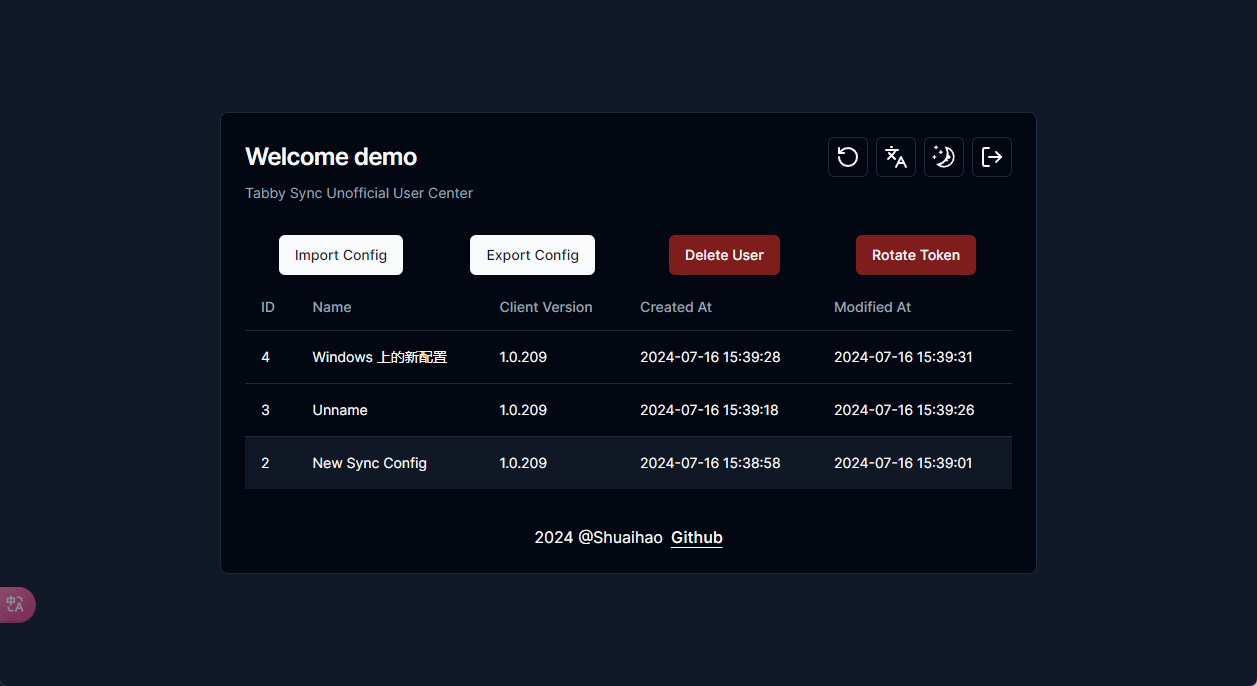 Welcome demo
Tabby Sync Unofficial User Center
Import Config Export Config Delete User Rotate Token
ID Name Client Version Created At Modified At
4 Windows 上的新配置 1.0.209 2024-07-16 15:39:28 2024-07-16 15:39:31
3 Unname 1.0.209 2024-07-16 15:39:18 2024-07-16 15:39:26
2 New Sync Config 1.0.209 2024-07-16 15:38:58 2024-07-16 15:39:01
2024 @Shuaihao Github